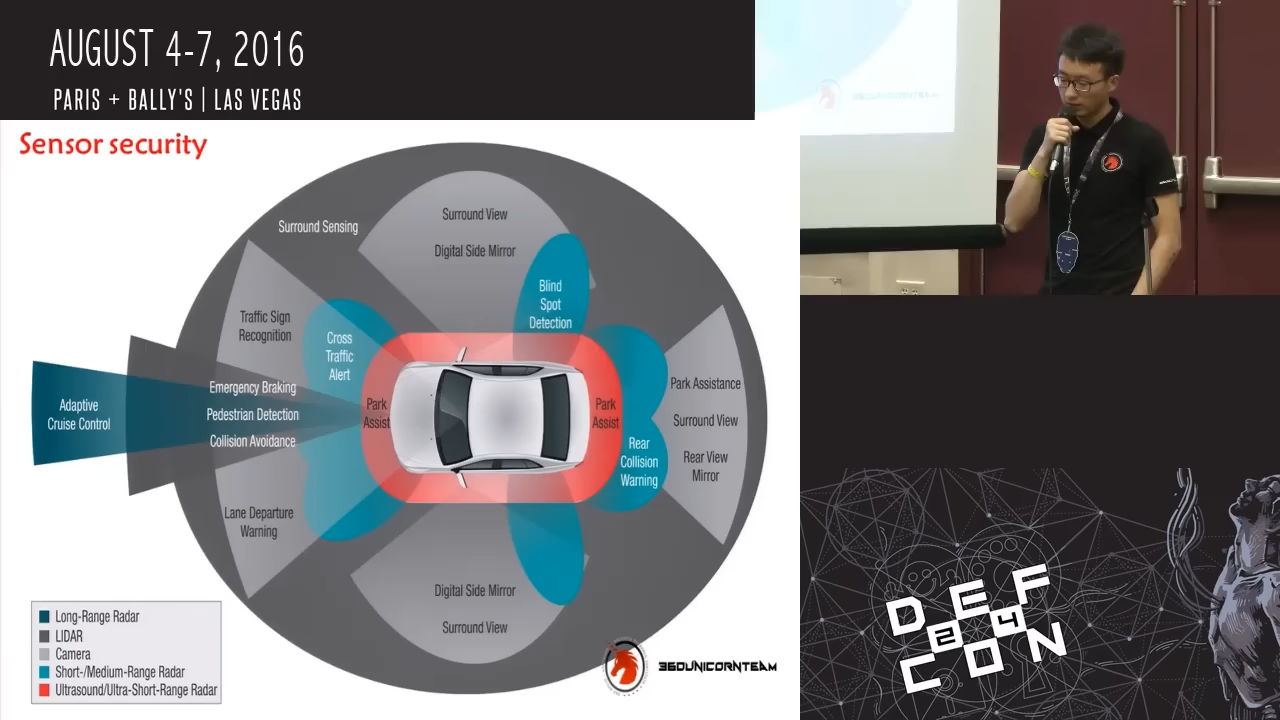 AUGUST 4-7, 2016
PARIS + BALLY'S | LAS VEGAS
Sensor security
Surround Sensing
Surround View
Digital Side Mirror
Blind
Spot
Detection
Traffic Sign
Recognition
Cross
Traffic
Alert
Emergency Braking
Pedestrian Detection
Collision Avoidance
Adaptive
Cruise Control
Park
Assist
Park
Assist
Park Assistance
Surround View
Rear View
Mirror
Rear
Collision
Warning
Lane Departure
Warning
Digital Side Mirror
Surround View
Long-Range Radar
LIDAR
Camera
Short-/Medium-Range Radar
Ultrasound/Ultra-Short-Range Radar
360UNICORNTEAM
360UNICORNTEAM
DEF
24
CON